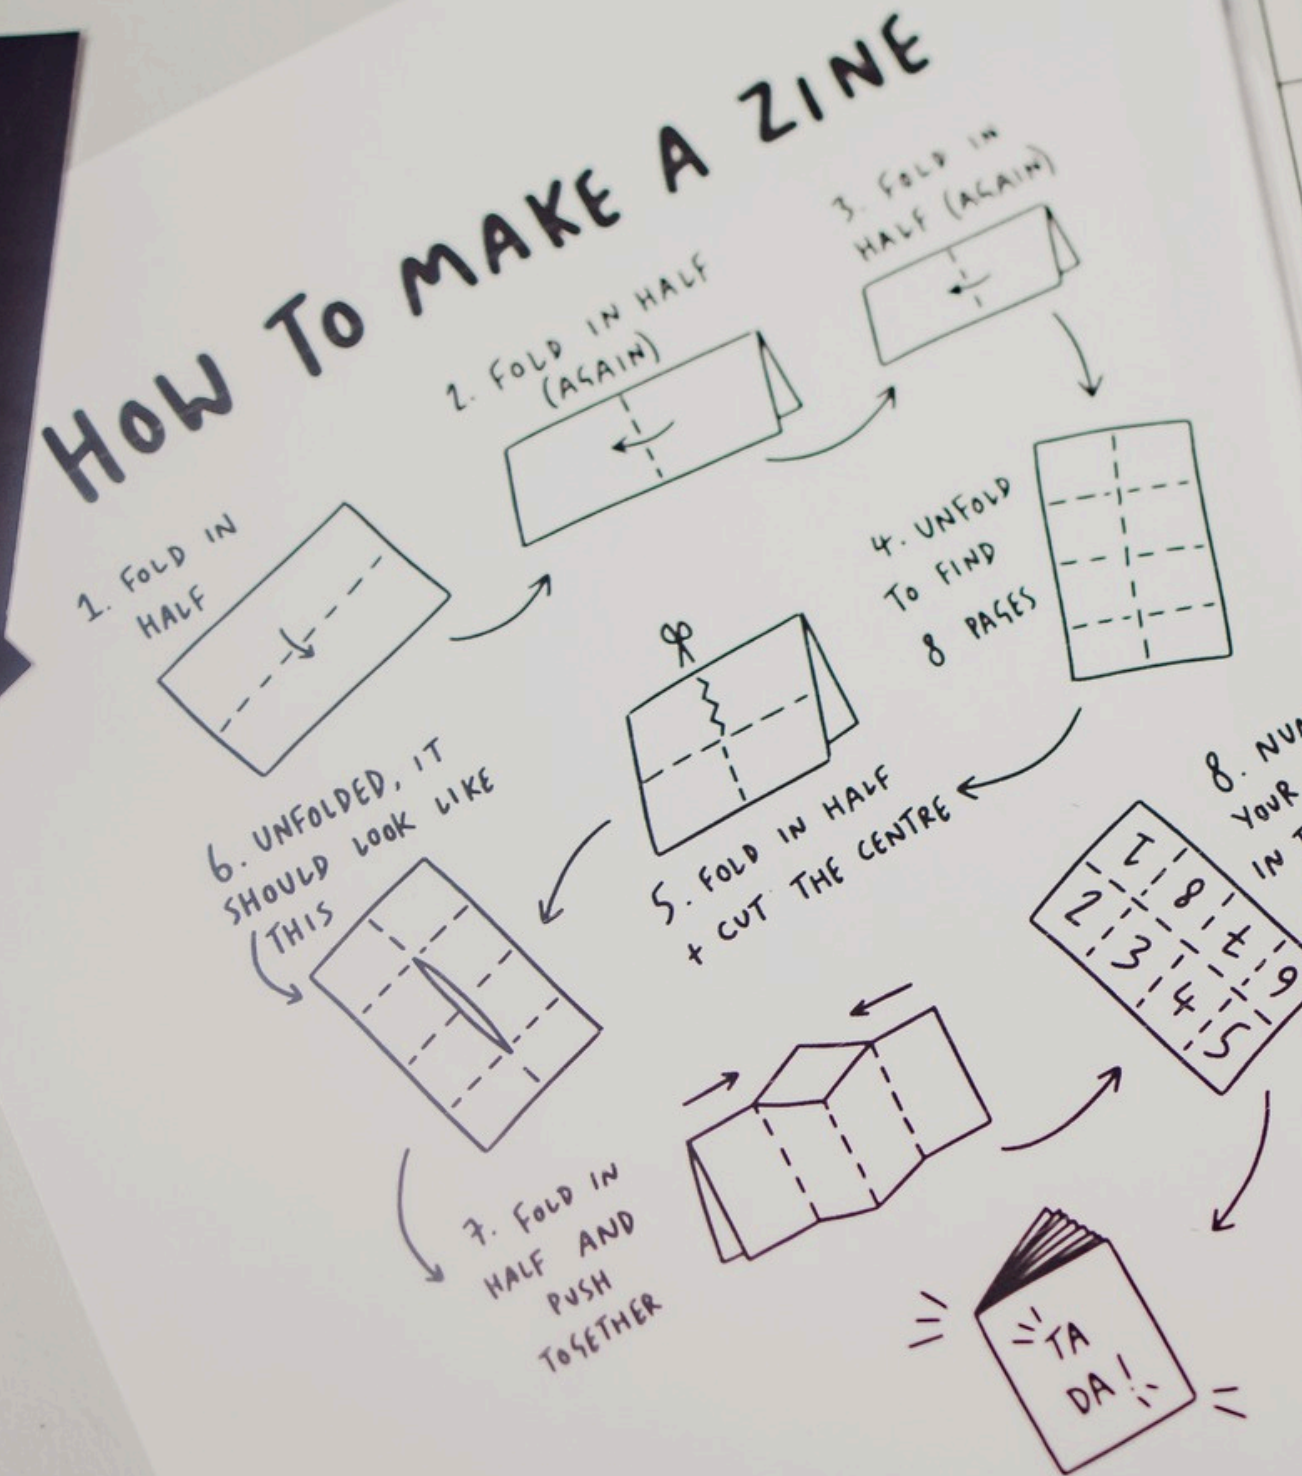 HOW TO MAKE A ZINE
1. FOLD IN
HALF
2. FOLD IN HALF
(AGAIN)
3. FOLD IN
HALF (AGAIN)
4. UNFOLD
TO FIND
8 PAGES
5. FOLD IN HALF
+ CUT THE CENTRE
6. UNFOLDED, IT
SHOULD LOOK LIKE
THIS
7. FOLD IN
HALF AND
PUSH
TOGETHER
8.
YOUR
IN
1 8 7 6
2 3 4 5
TA
DA!